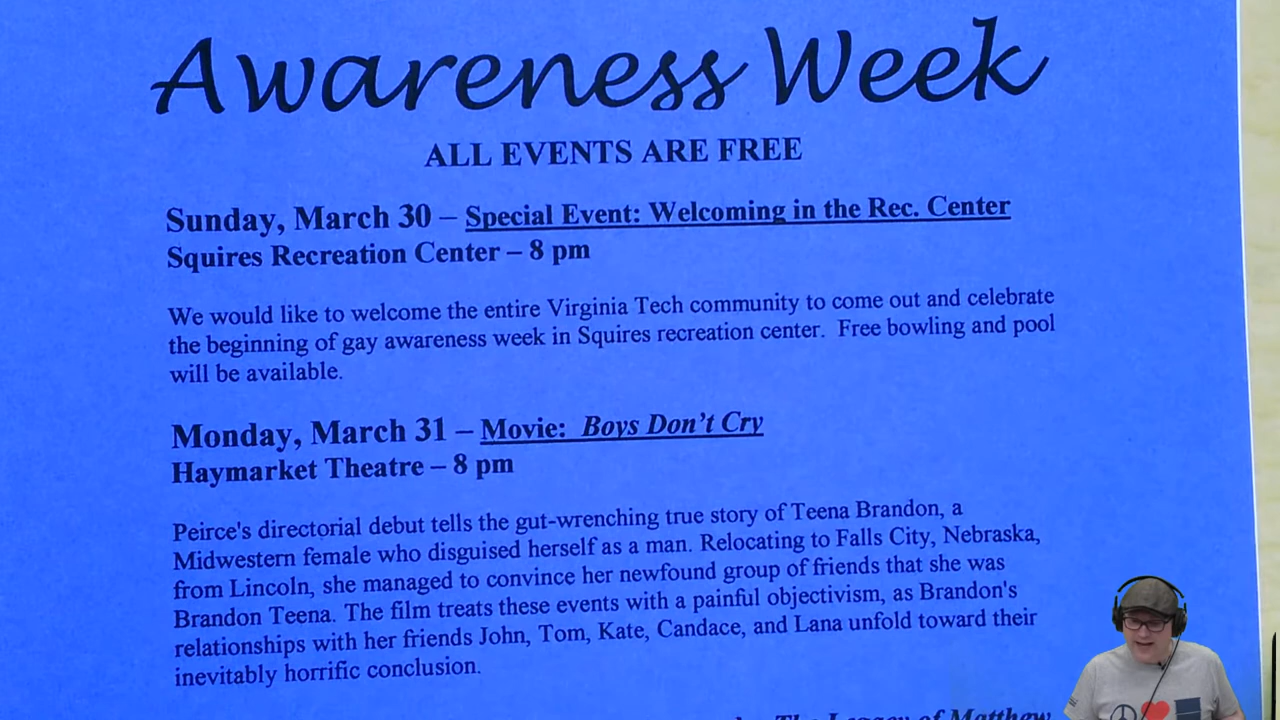 Awareness Week
ALL EVENTS ARE FREE
Sunday, March 30 – Special Event: Welcoming in the Rec. Center
Squires Recreation Center – 8 pm
We would like to welcome the entire Virginia Tech community to come out and celebrate
the beginning of gay awareness week in Squires recreation center.  Free bowling and pool
will be available.
Monday, March 31 – Movie:  Boys Don't Cry
Haymarket Theatre – 8 pm
Peirce's directorial debut tells the gut-wrenching true story of Teena Brandon, a
Midwestern female who disguised herself as a man. Relocating to Falls City, Nebraska,
from Lincoln, she managed to convince her newfound group of friends that she was
Brandon Teena. The film treats these events with a painful objectivism, as Brandon's
relationships with her friends John, Tom, Kate, Candace, and Lana unfold toward their
inevitably horrific conclusion.
The Legacy of Matthew